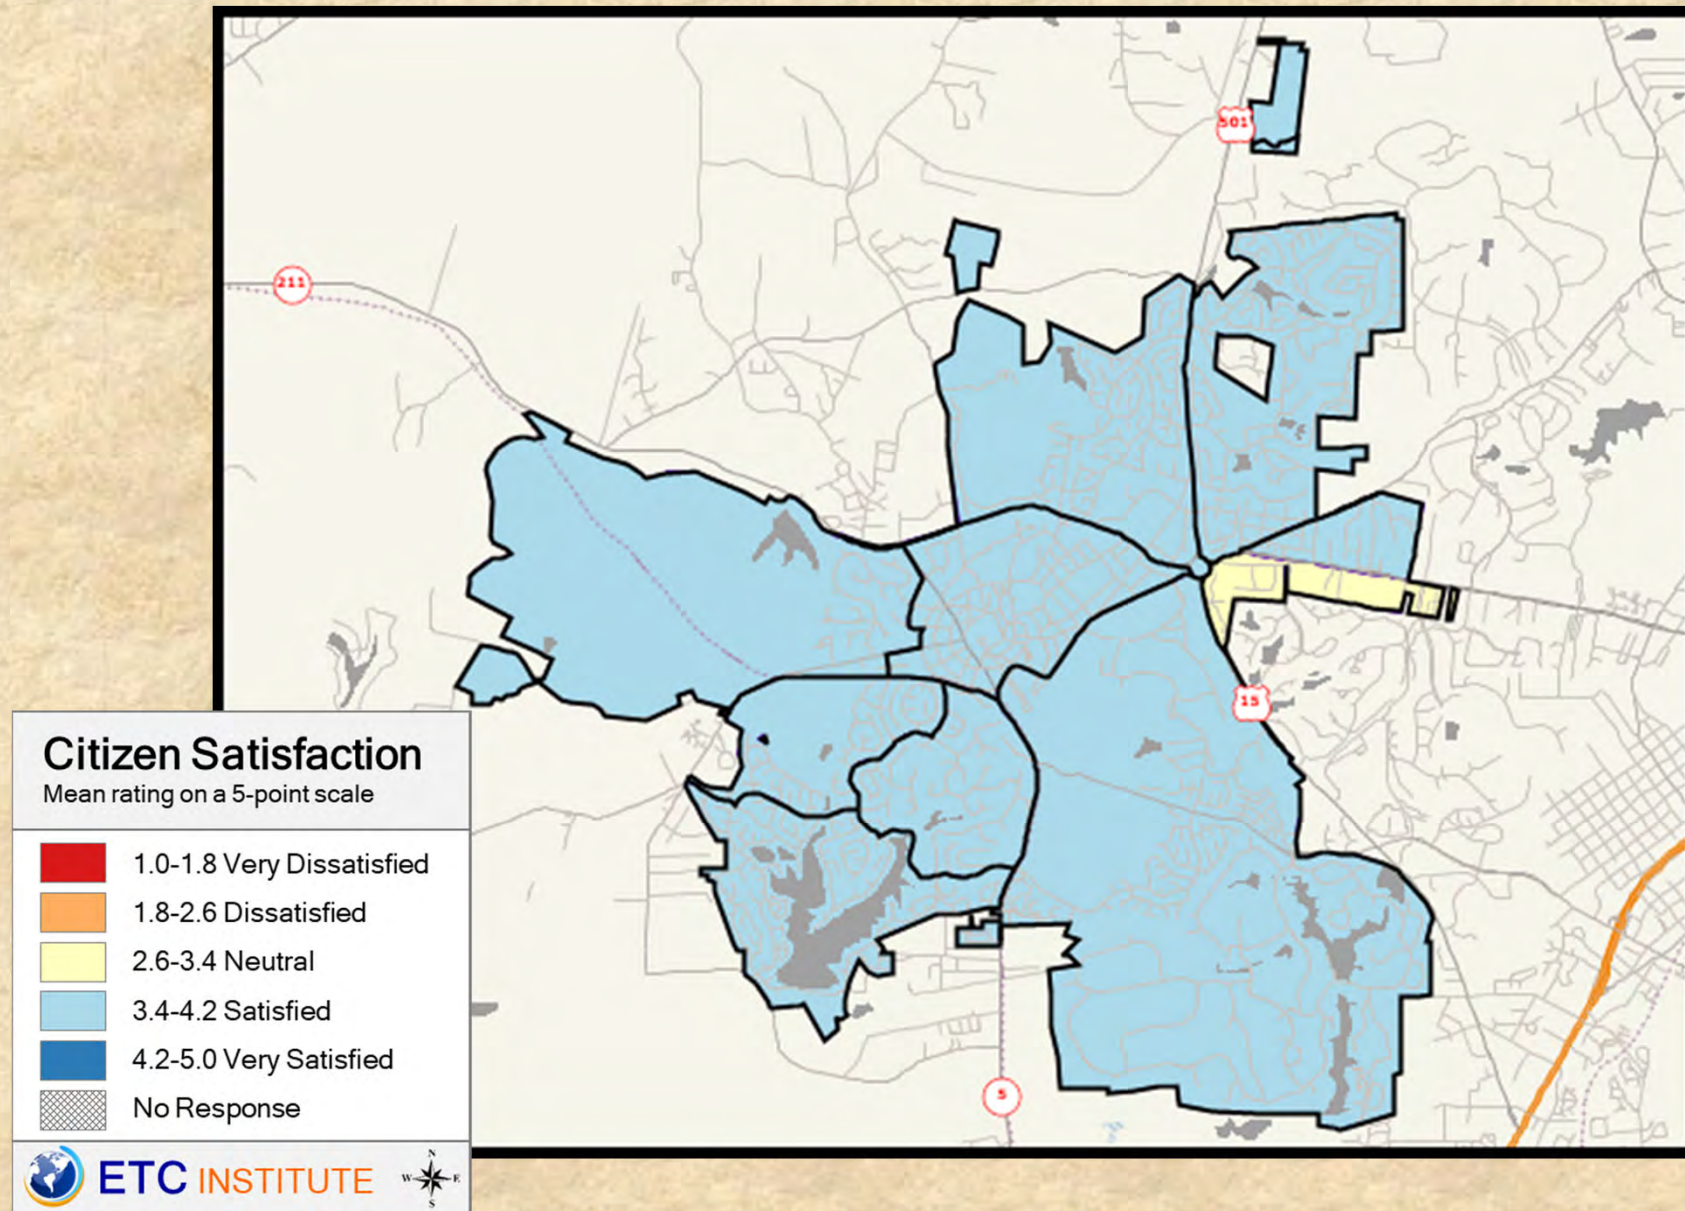 501
211
15
Citizen Satisfaction
Mean rating on a 5-point scale
1.0-1.8 Very Dissatisfied
1.8-2.6 Dissatisfied
2.6-3.4 Neutral
3.4-4.2 Satisfied
4.2-5.0 Very Satisfied
No Response
5
ETC INSTITUTE
N
W E
S